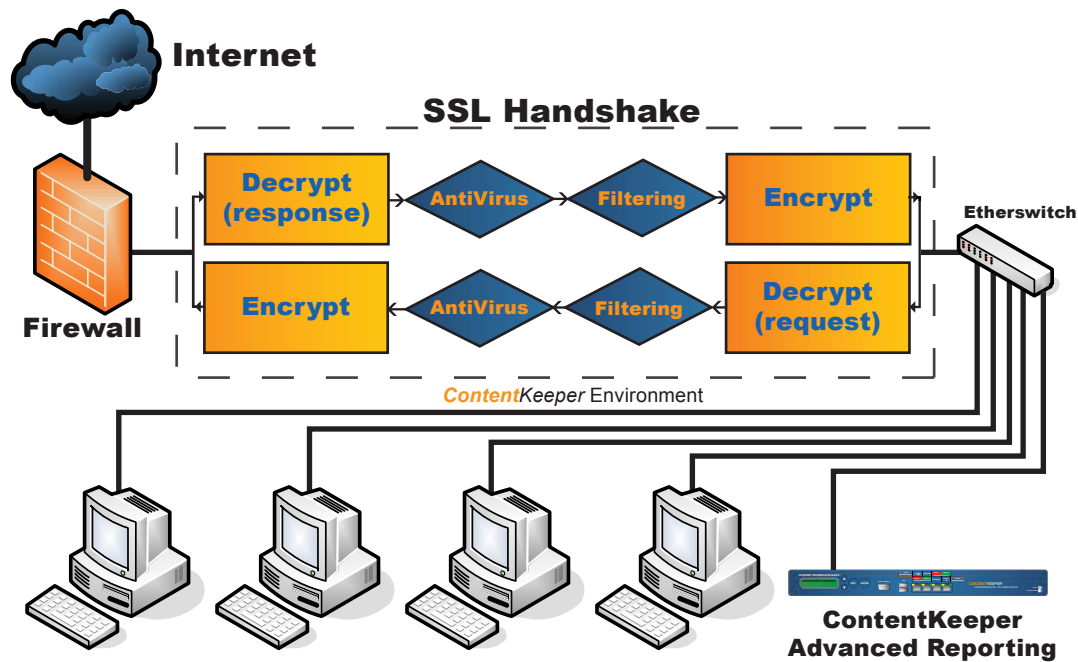 Internet
SSL Handshake
Decrypt
(response)
AntiVirus
Filtering
Encrypt
Etherswitch
Encrypt
AntiVirus
Filtering
Decrypt
(request)
Firewall
ContentKeeper Environment
CONTENTKEEPER
ContentKeeper
Advanced Reporting